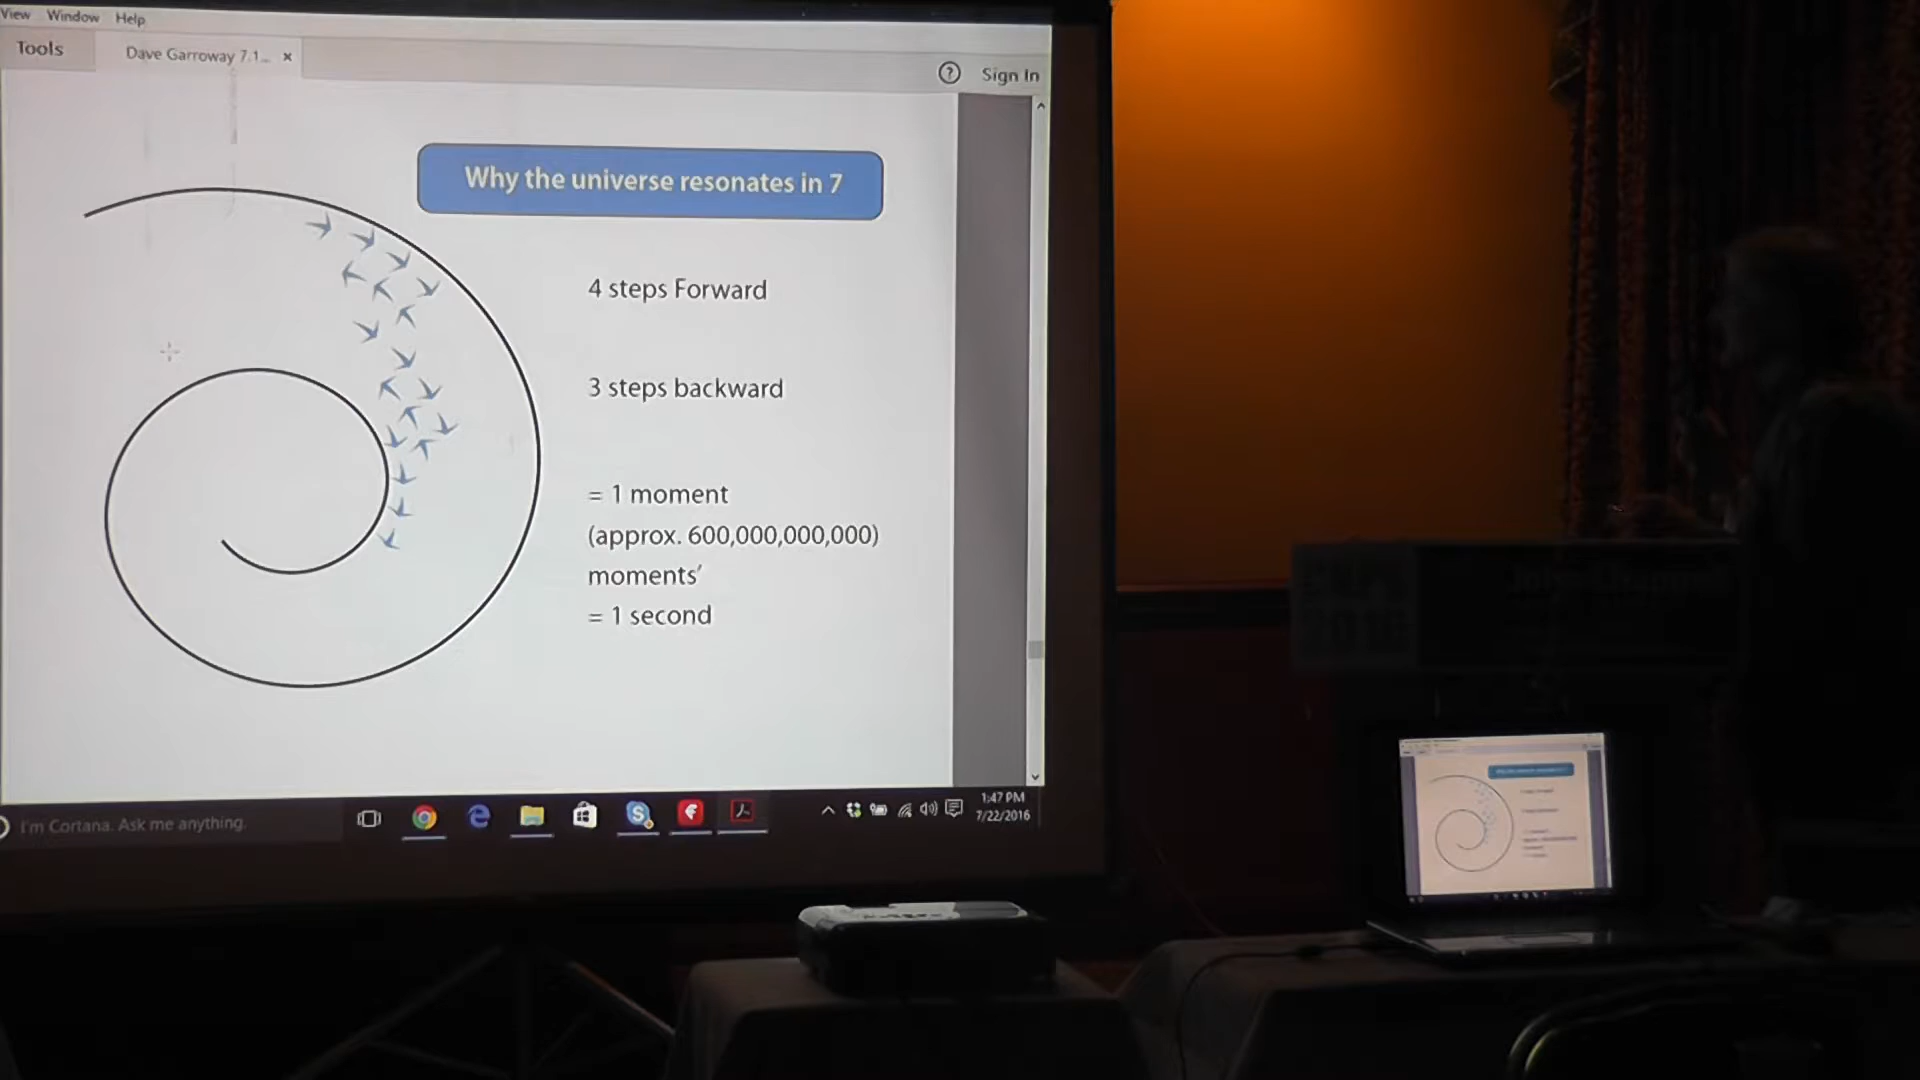 View Window Help
Tools
Dave Garroway 7.1...
Sign In
Why the universe resonates in 7
4 steps Forward
3 steps backward
= 1 moment
(approx. 600,000,000,000)
moments'
= 1 second
I'm Cortana. Ask me anything.
1:47 PM
7/22/2016
2016